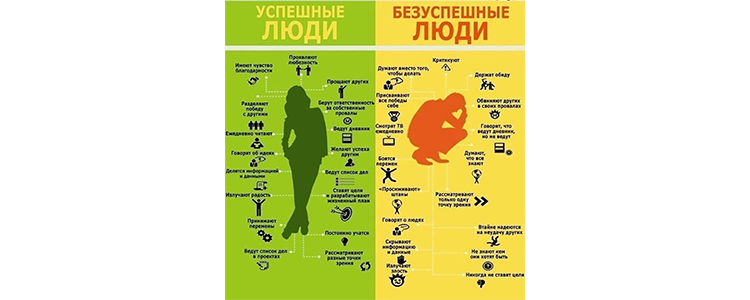 УСПЕШНЫЕ
ЛЮДИ
Проявляют
любезность
Имеют чувство
благодарности
Прощают других
Разделяют
победу
с другими
Берут ответственность
за собственные
провалы
Ежедневно читают
Ведут дневник
Говорят об идеях
Желают успеха
другим
Делятся информацией
и данными
Ведут список дел
Излучают радость
Ставят цели
и разрабатывают
жизненный план
Принимают
перемены
Постоянно учатся
Ведут список дел
в проектах
Рассматривают
разные точки
зрения
БЕЗУСПЕШНЫЕ
ЛЮДИ
Критикуют
Думают вместо того,
чтобы делать
Держат обиду
Присваивают
все победы
себе
Обвиняют других
в своих провалах
Смотрят ТВ
ежедневно
Говорят, что
ведут дневник,
но не ведут
Боятся
перемен
Думают,
что все
знают
«Просиживают»
штаны
Рассматривают
только одну
точку зрения
Говорят о людях
Втайне надеются
на неудачу других
Скрывают
информацию
и данные
Не знают кем
они хотят быть
Излучают
злость
Никогда не ставят цели